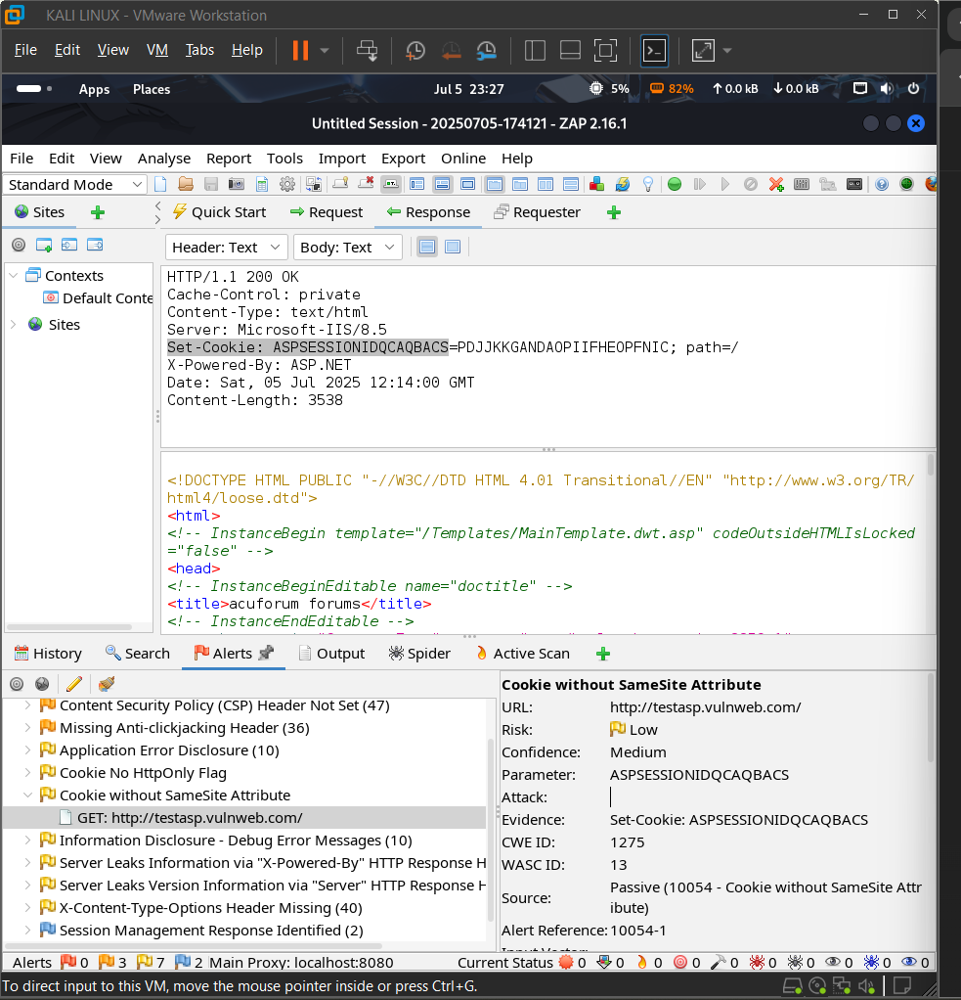 KALI LINUX - VMware Workstation
File Edit View VM Tabs Help
Apps Places Jul 5 23:27 5% 82% 0.0 kB 0.0 kB
Untitled Session - 20250705-174121 - ZAP 2.16.1
File Edit View Analyse Report Tools Import Export Online Help
Standard Mode
Sites Quick Start Request Response Requester
Header: Text Body: Text
Contexts
Default Conte
Sites
HTTP/1.1 200 OK
Cache-Control: private
Content-Type: text/html
Server: Microsoft-IIS/8.5
Set-Cookie: ASPSESSIONIDQCAQBACS=PDJJKKGANDAOPIIFHEOPFNIC; path=/
X-Powered-By: ASP.NET
Date: Sat, 05 Jul 2025 12:14:00 GMT
Content-Length: 3538
<!DOCTYPE HTML PUBLIC "-//W3C//DTD HTML 4.01 Transitional//EN" "http://www.w3.org/TR/
html4/loose.dtd">
<html>
<!-- InstanceBegin template="/Templates/MainTemplate.dwt.asp" codeOutsideHTMLIsLocked
="false" -->
<head>
<!-- InstanceBeginEditable name="doctitle" -->
<title>acuforum forums</title>
<!-- InstanceEndEditable -->
History Search Alerts Output Spider Active Scan
Content Security Policy (CSP) Header Not Set (47)
Missing Anti-clickjacking Header (36)
Application Error Disclosure (10)
Cookie No HttpOnly Flag
Cookie without SameSite Attribute
GET: http://testasp.vulnweb.com/
Information Disclosure - Debug Error Messages (10)
Server Leaks Information via "X-Powered-By" HTTP Response H
Server Leaks Version Information via "Server" HTTP Response H
X-Content-Type-Options Header Missing (40)
Session Management Response Identified (2)
Cookie without SameSite Attribute
URL: http://testasp.vulnweb.com/
Risk: Low
Confidence: Medium
Parameter: ASPSESSIONIDQCAQBACS
Attack:
Evidence: Set-Cookie: ASPSESSIONIDQCAQBACS
CWE ID: 1275
WASC ID: 13
Source: Passive (10054 - Cookie without SameSite Attr
ibute)
Alert Reference: 10054-1
Alerts 0 3 7 2 Main Proxy: localhost:8080 Current Status 0 0 0 0 0 0 0 0 0 0
To direct input to this VM, move the mouse pointer inside or press Ctrl+G.